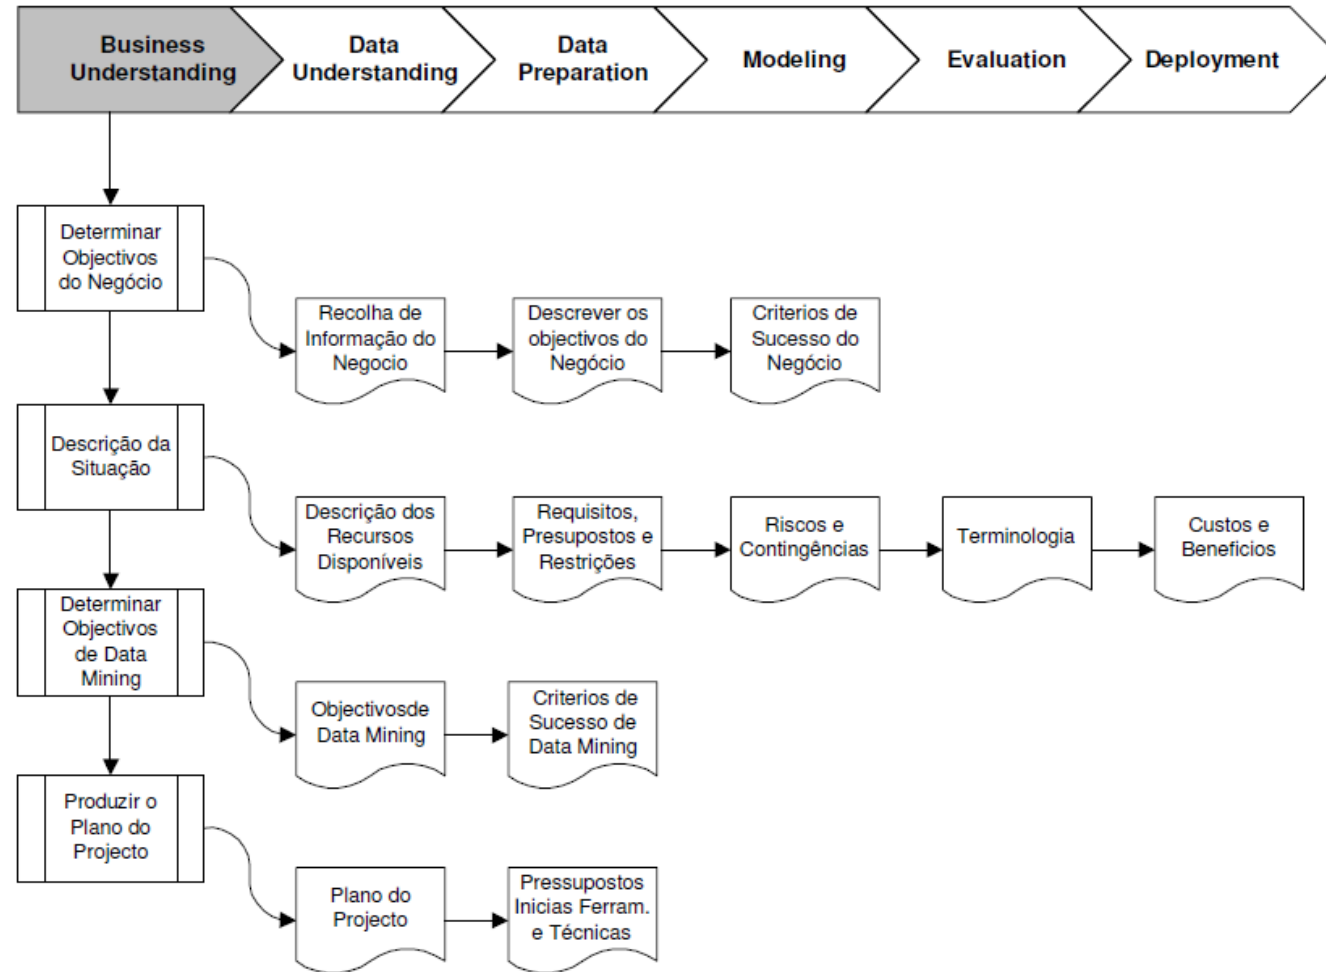 Business
Understanding
Data
Understanding
Data
Preparation
Modeling
Evaluation
Deployment
Determinar
Objectivos
do Negócio
Recolha de
Informação do
Negocio
Descrever os
objectivos do
Negócio
Criterios de
Sucesso do
Negócio
Descrição da
Situação
Descrição dos
Recursos
Disponíveis
Requisitos,
Presupostos e
Restrições
Riscos e
Contingências
Terminologia
Custos e
Beneficios
Determinar
Objectivos
de Data
Mining
Objectivosde
Data Mining
Criterios de
Sucesso de
Data Mining
Produzir o
Plano do
Projecto
Plano do
Projecto
Pressupostos
Inicias Ferram.
e Técnicas